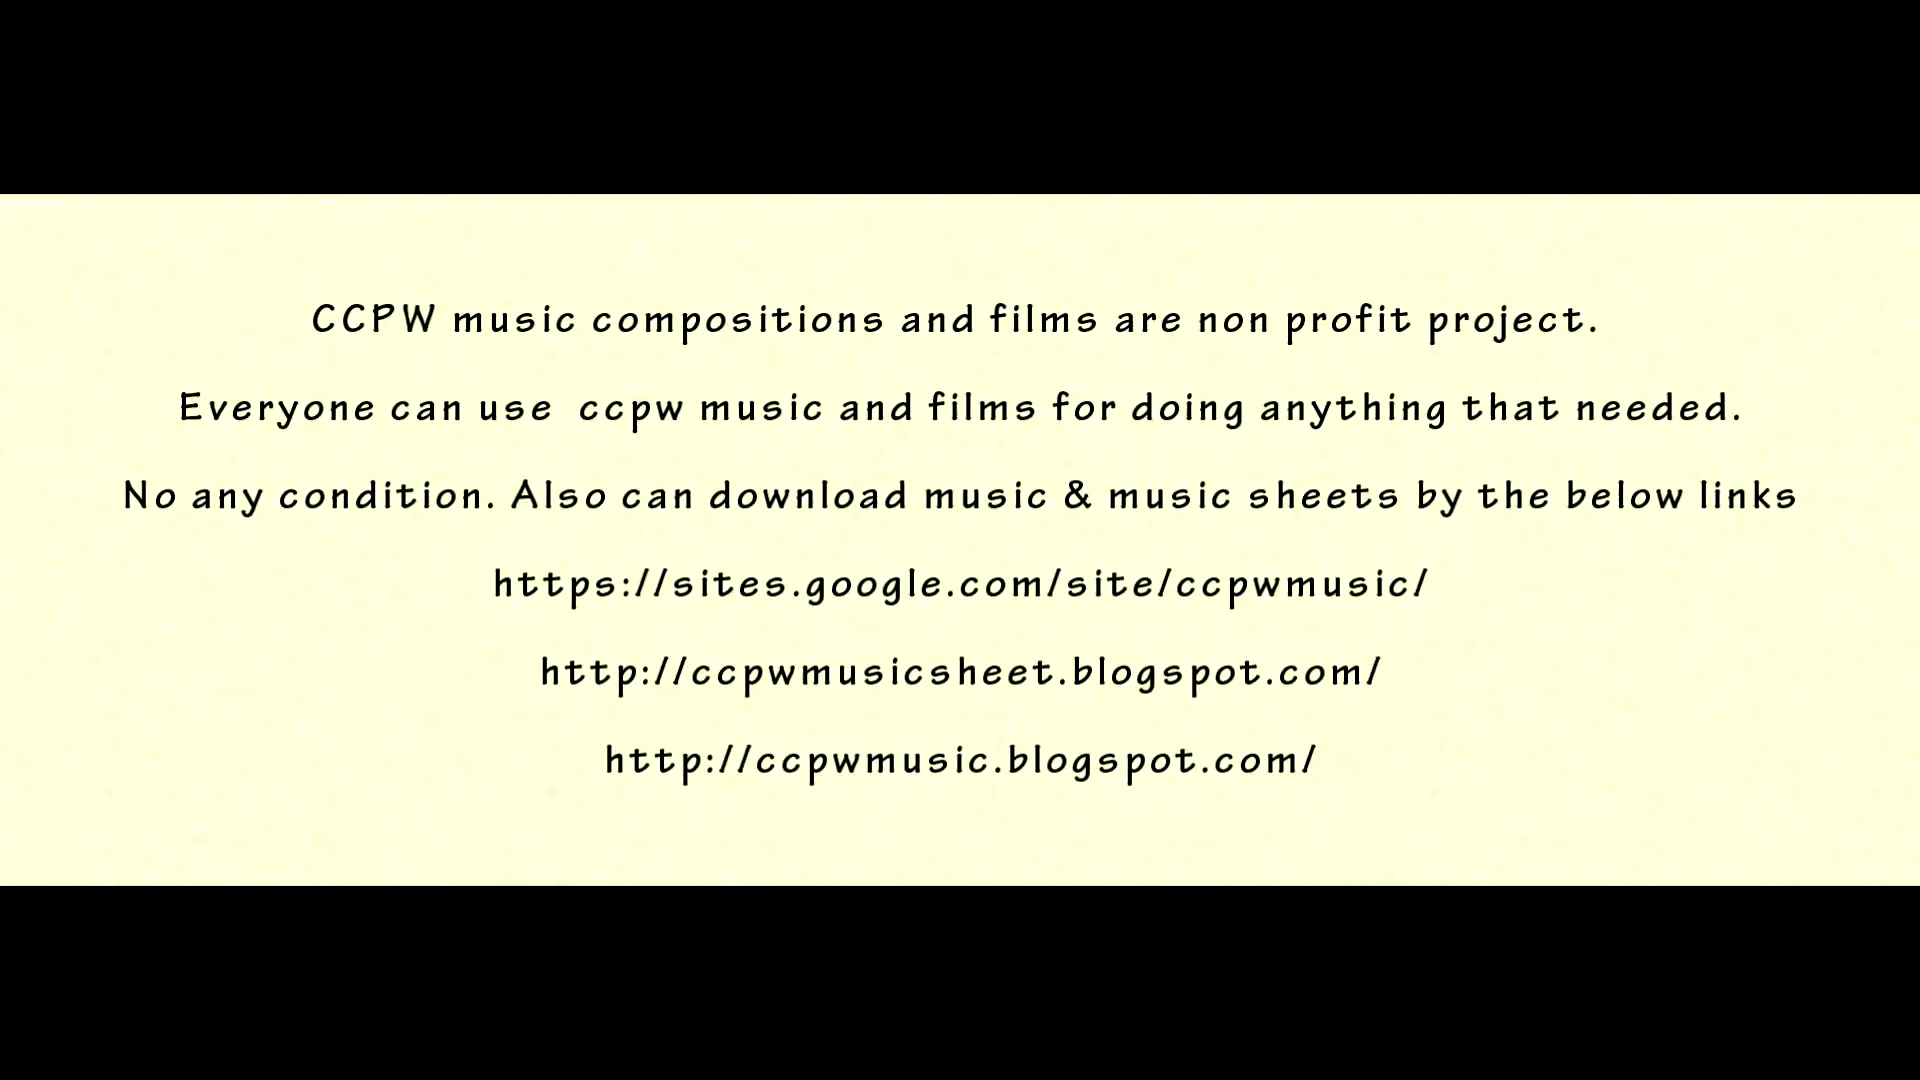 CCPW music compositions and films are non profit project.
Everyone can use ccpw music and films for doing anything that needed.
No any condition. Also can download music & music sheets by the below links
https://sites.google.com/site/ccpwmusic/
http://ccpwmusicsheet.blogspot.com/
http://ccpwmusic.blogspot.com/